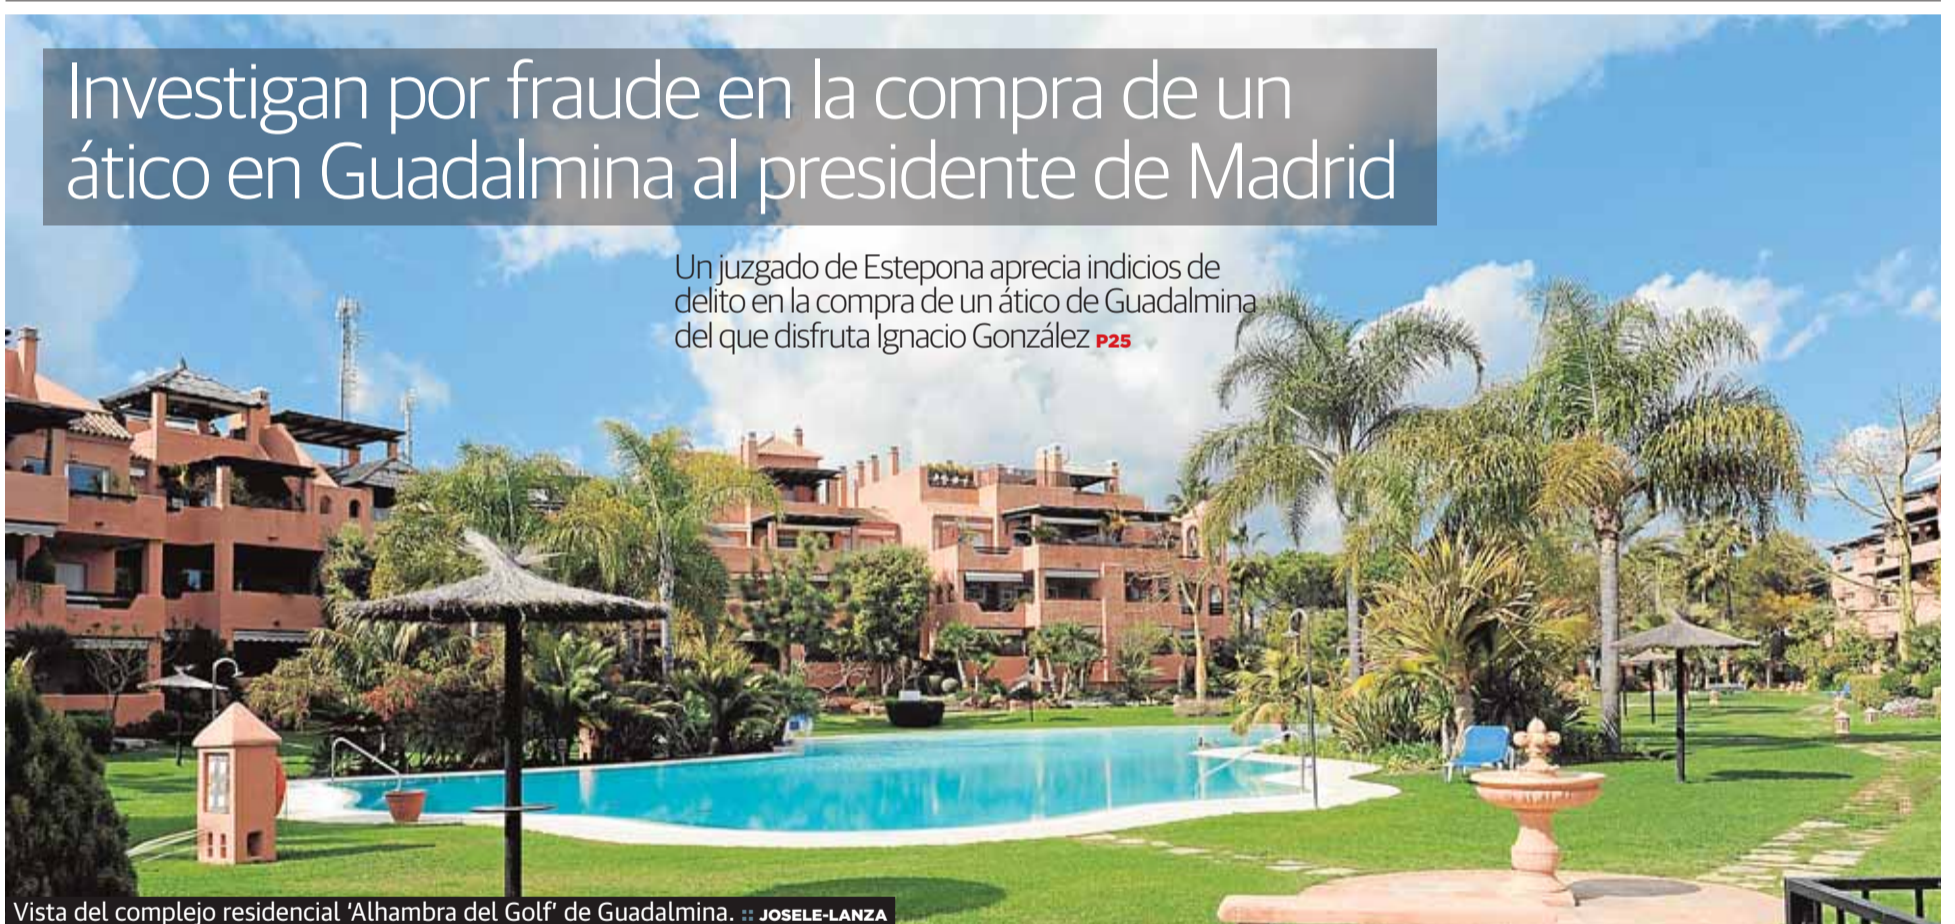 Investigan por fraude en la compra de un
ático en Guadalmina al presidente de Madrid
Un juzgado de Estepona aprecia indicios de
delito en la compra de un ático de Guadalmina
del que disfruta Ignacio González P25
Vista del complejo residencial ‘Alhambra del Golf’ de Guadalmina. :: JOSELE-LANZA